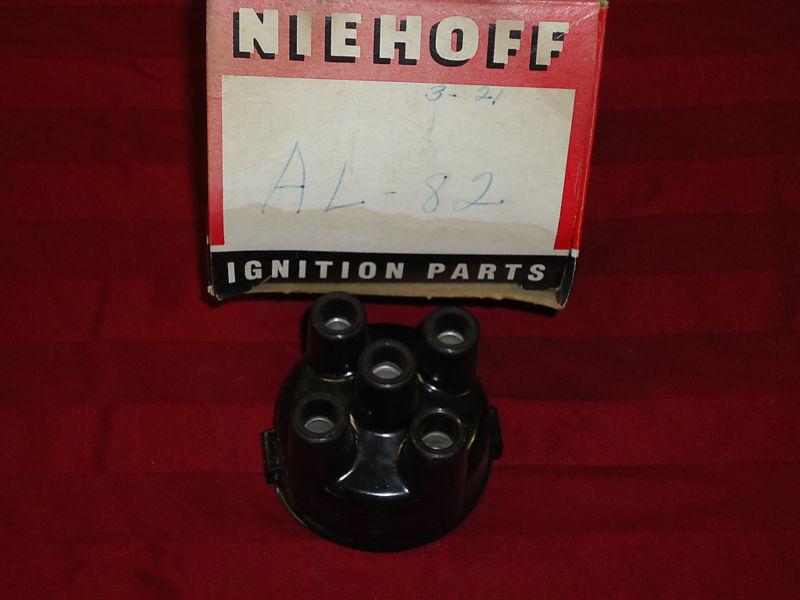 NIEHOFF
3-21
AL-82
IGNITION PARTS